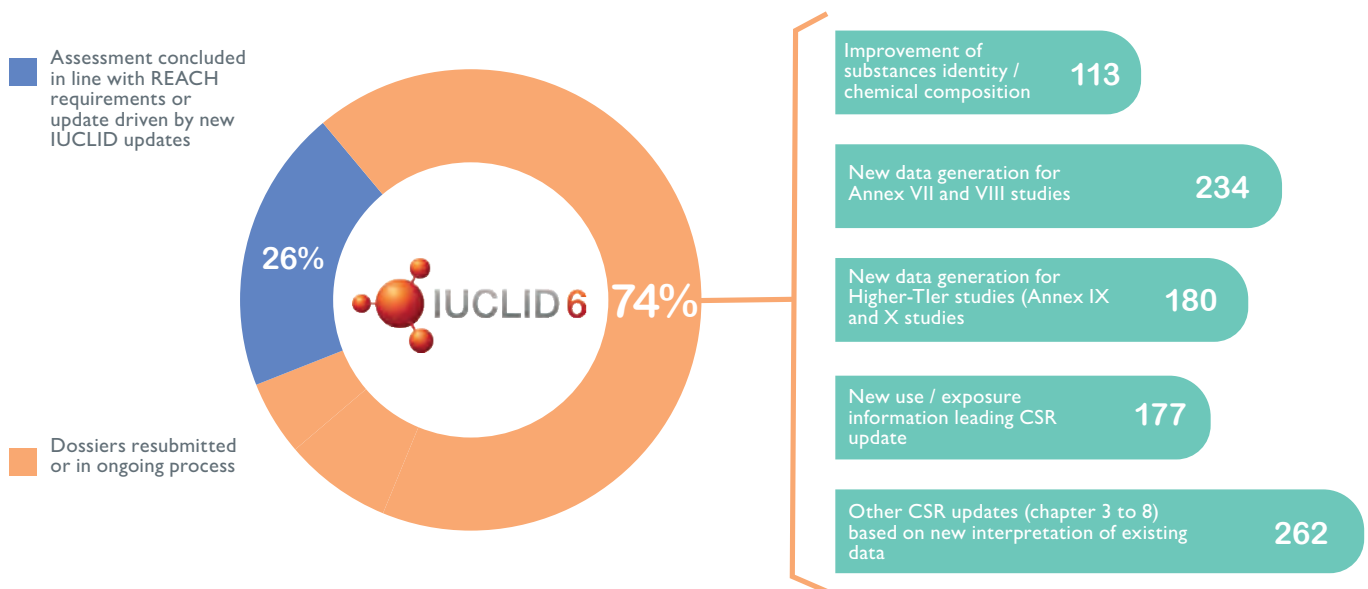 Assessment concluded
in line with REACH
requirements or
update driven by new
IUCLID updates
26%
IUCLID 6
74%
Dossiers resubmitted
or in ongoing process
Improvement of
substances identity /
chemical composition
113
New data generation for
Annex VII and VIII studies
234
New data generation for
Higher-TIer studies (Annex IX
and X studies
180
New use / exposure
information leading CSR
update
177
Other CSR updates (chapter 3 to 8)
based on new interpretation of existing
data
262